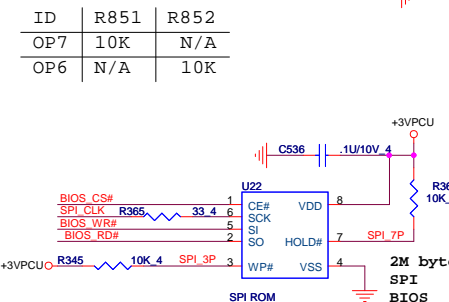 ID R851 R852
OP7 10K N/A
OP6 N/A 10K
+3VPCU
C536 .1U/10V_4
U22
BIOS_CS# 1 CE# VDD 8
SPI_CLK R365 33_4 6 SCK
BIOS_WR# 5 SI
BIOS_RD# 2 SO HOLD# 7 SPI_7P
+3VPCU R345 10K_4 SPI_3P 3 WP# VSS 4
10K_
2M
SPI
BIOS
SPI ROM